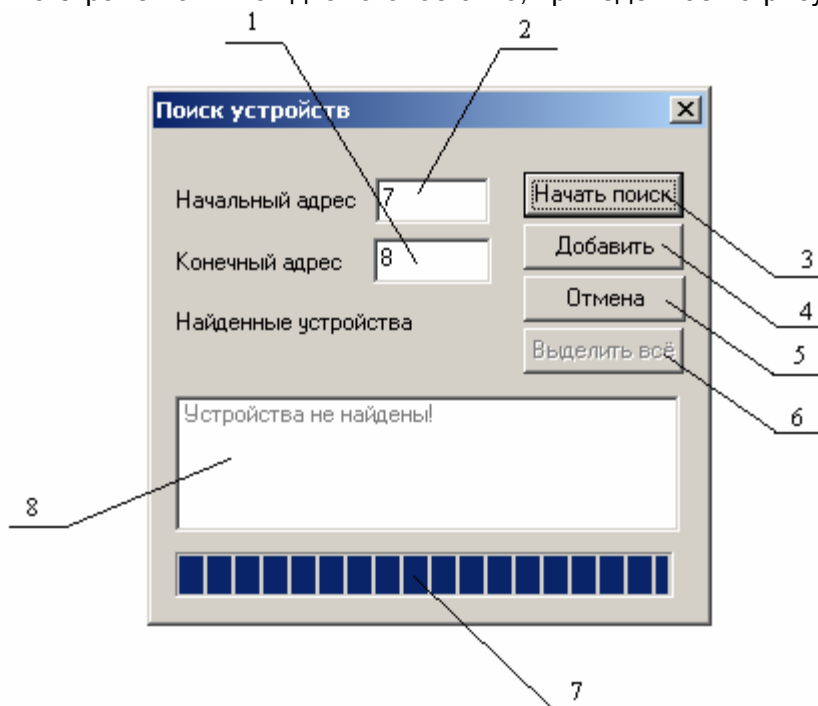 1
2
Поиск устройств
Начальный адрес 7
Начать поиск
Конечный адрес 8
Добавить
3
Отмена
4
Найденные устройства
Выделить всё
5
Устройства не найдены!
6
8
7